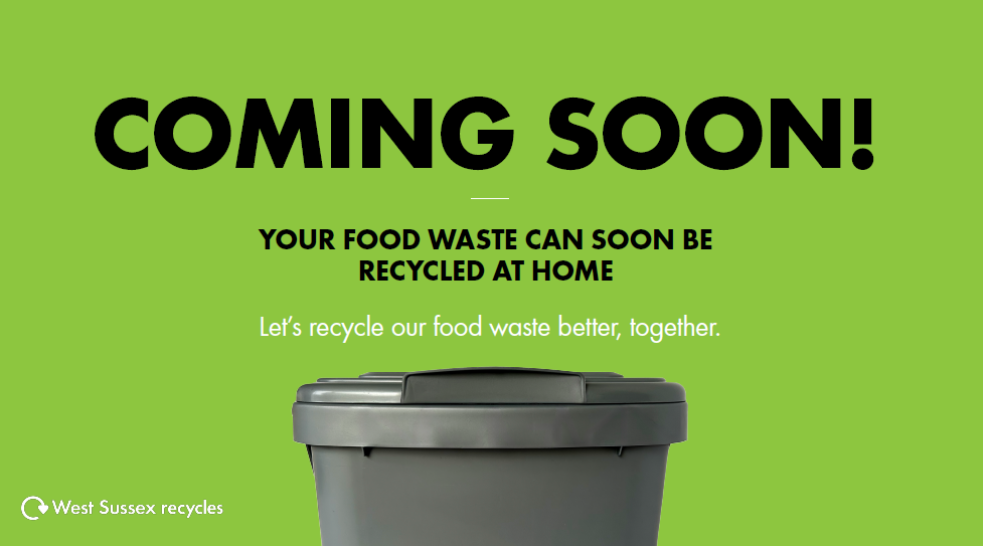 COMING SOON!
YOUR FOOD WASTE CAN SOON BE
RECYCLED AT HOME
Let's recycle our food waste better, together.
West Sussex recycles